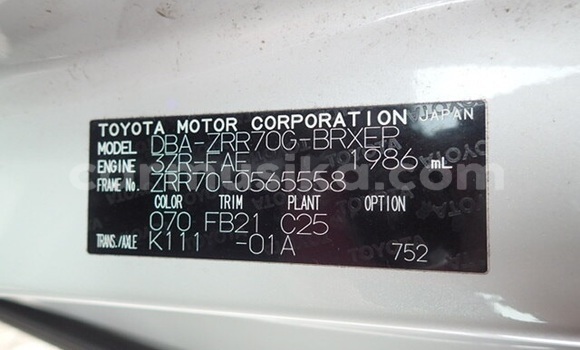 TOYOTA MOTOR CORPORATION JAPAN
MODEL DBA-ZRR70G-BRXEP
ENGINE 3ZR-FAE 1986 mL
FRAME No. ZRR70-0565558
COLOR TRIM PLANT OPTION
070 FB21 C25
TRANS./AXLE K111 -01A 752